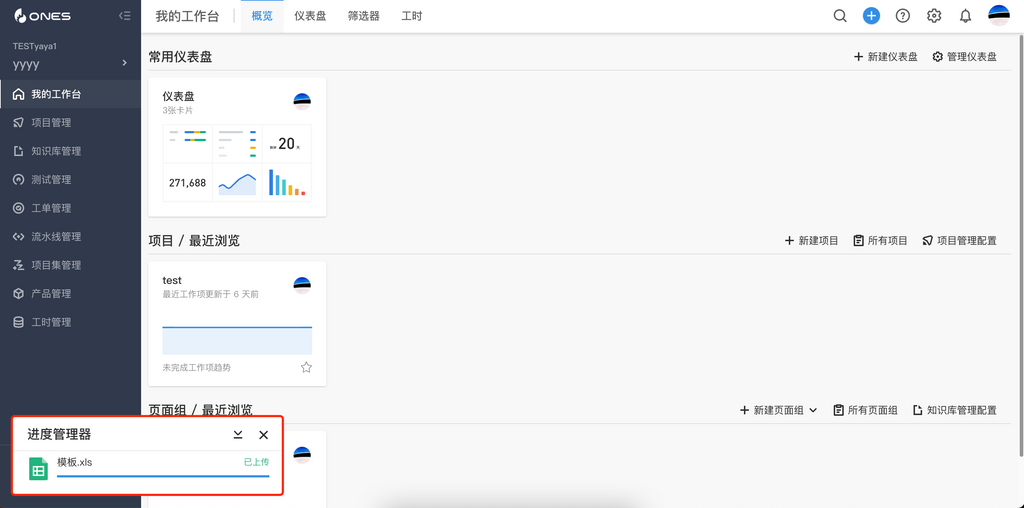 ONES
TESTyaya1
yyyy
我的工作台
项目管理
知识库管理
测试管理
工单管理
流水线管理
项目集管理
产品管理
工时管理
我的工作台 概览 仪表盘 筛选器 工时
常用仪表盘 新建仪表盘 管理仪表盘
仪表盘
3张卡片
20
271,688
项目 / 最近浏览 新建项目 所有项目 项目管理配置
test
最近工作项更新于 6 天前
未完成工作项趋势
页面组 / 最近浏览 新建页面组 所有页面组 知识库管理配置
进度管理器
模板.xls 已上传